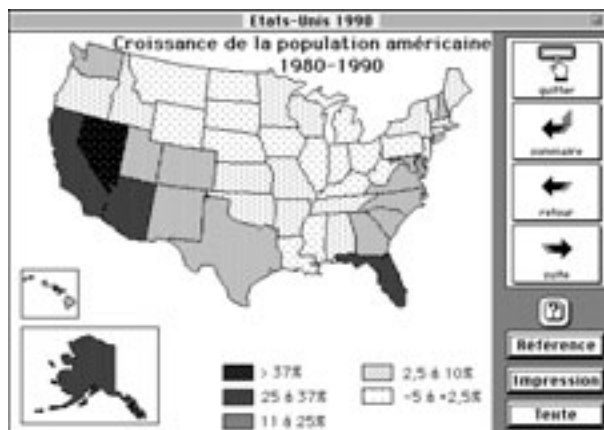 Etats-Unis 1990
Croissance de la population américaine
1980-1990
quitter
sommaire
retour
suite
?
Référence
Impression
Texte
> 37%
25 à 37%
11 à 25%
2,5 à 10%
-5 à +2,5%